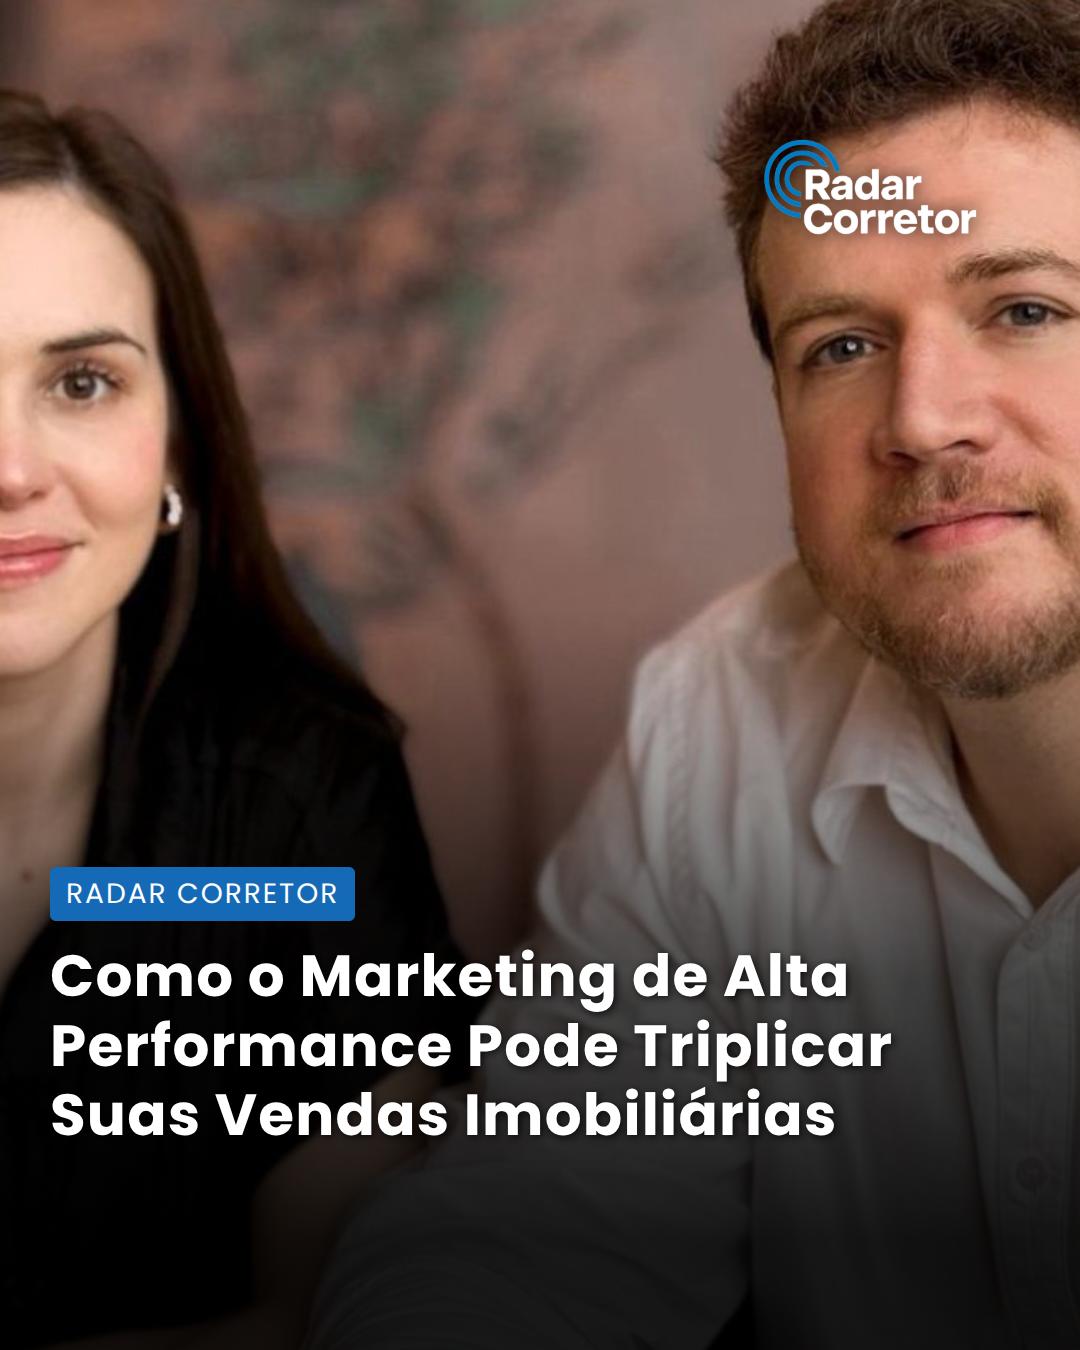 Radar
Corretor
RADAR CORRETOR
Como o Marketing de Alta
Performance Pode Triplicar
Suas Vendas Imobiliárias